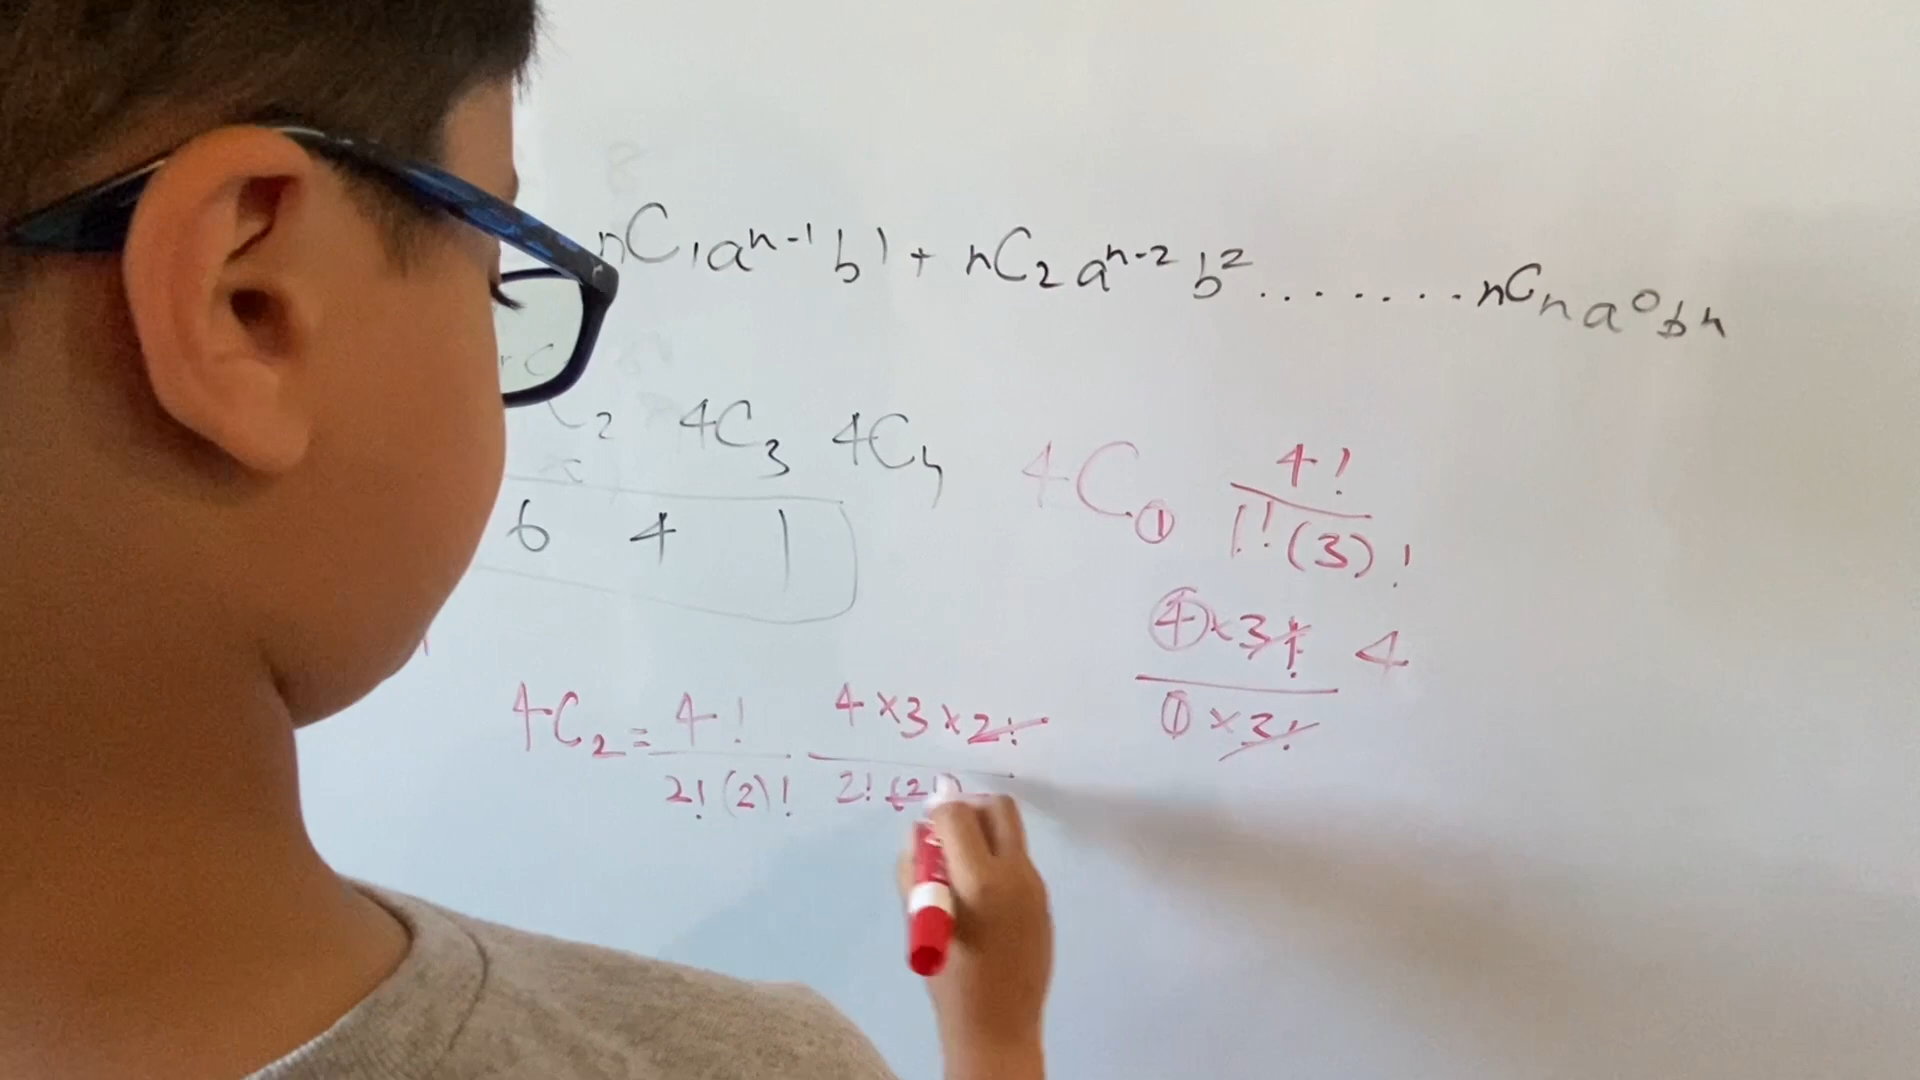 nC₁aⁿ⁻¹b¹ + nC₂aⁿ⁻²b².......nCₙa⁰bn
C₂ 4C₃ 4C₄
6 4 1
4C① 4!
1!(3)!
④×3! 4
①×3!
4C₂ = 4! 4×3×2!
2!(2)! 2!(2!)